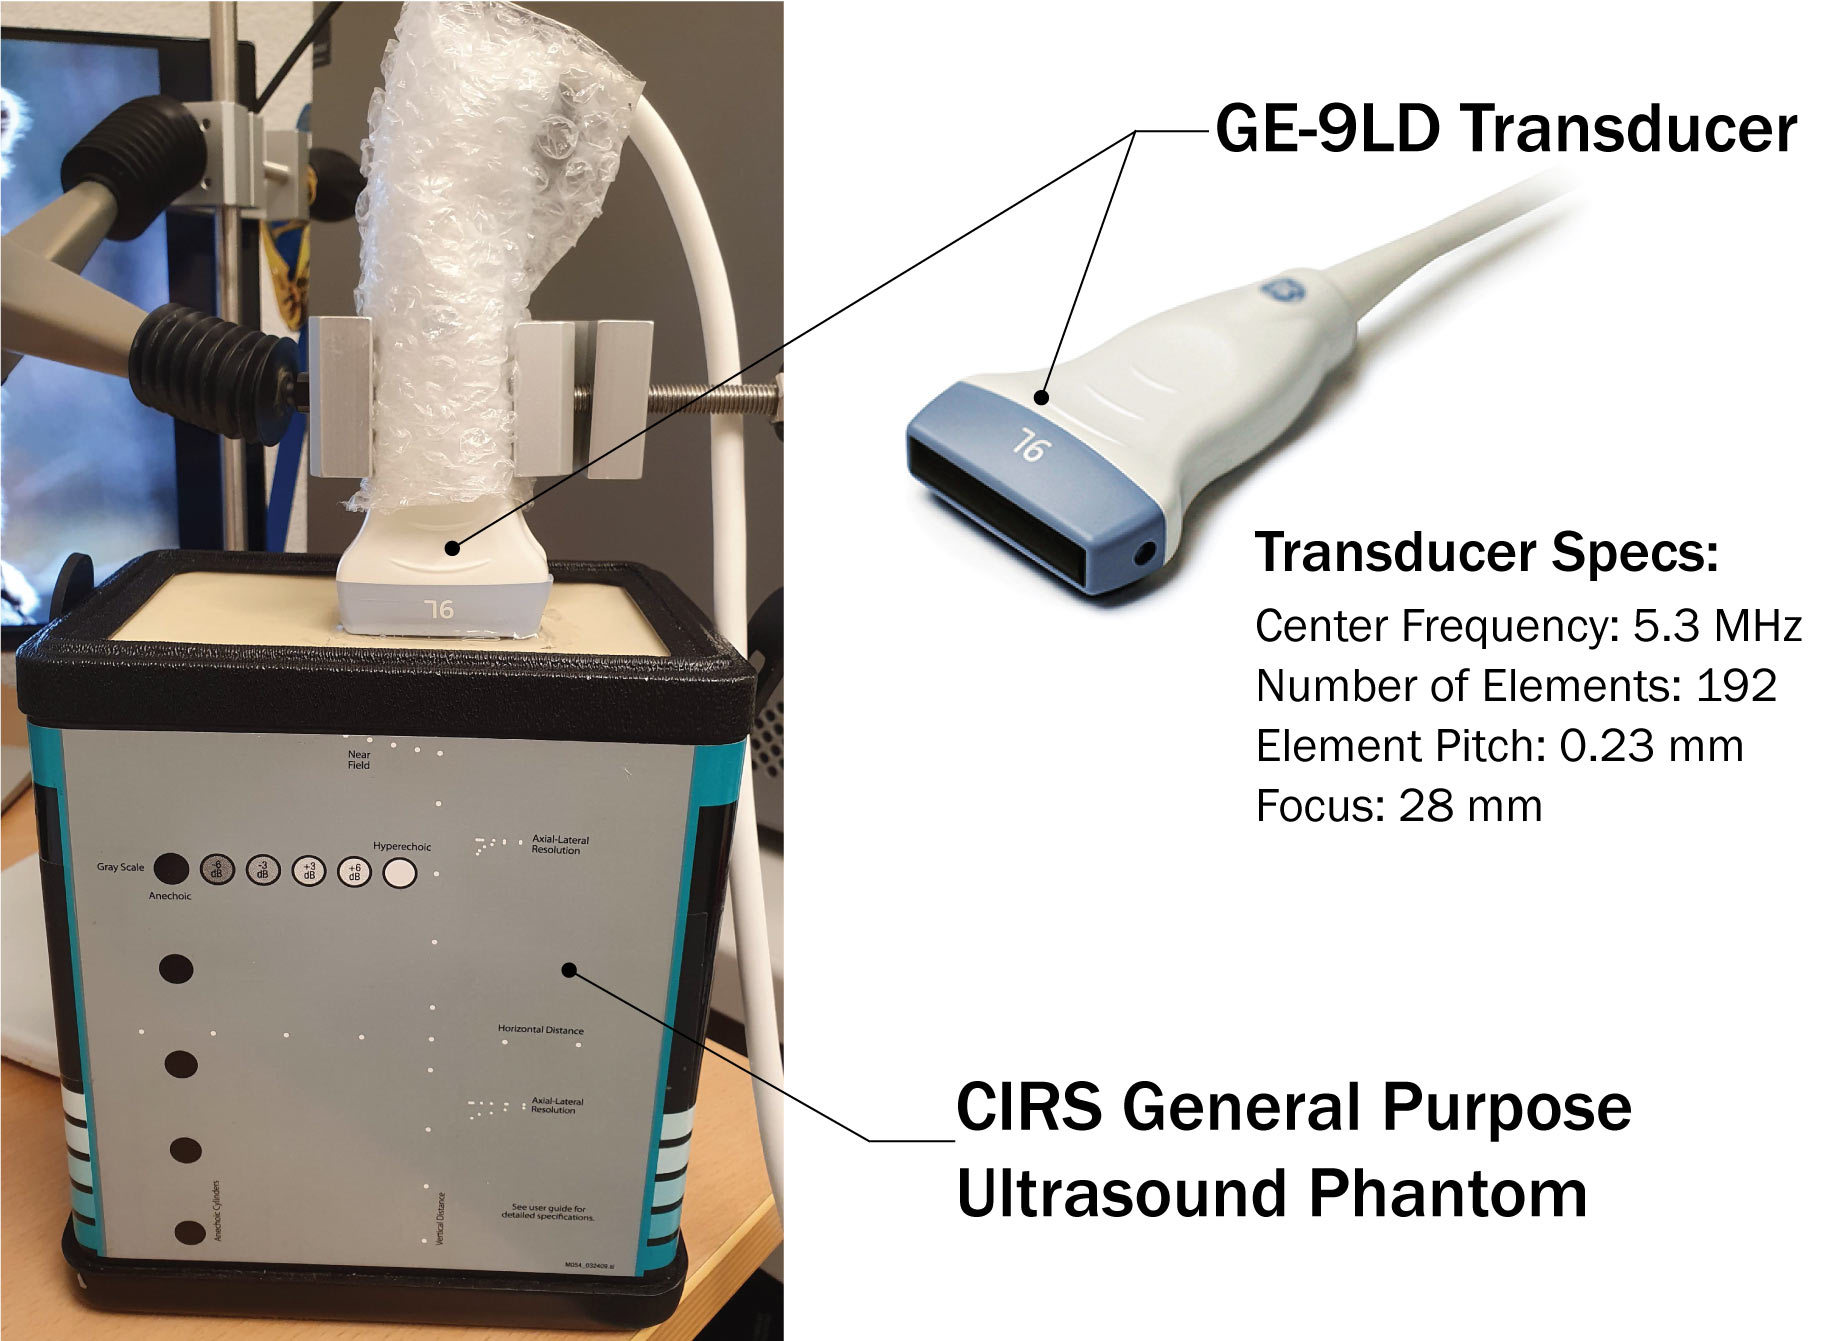 GE-9LD Transducer
9L
9L
Transducer Specs:
Center Frequency: 5.3 MHz
Number of Elements: 192
Element Pitch: 0.23 mm
Focus: 28 mm
Near
Field
Axial-Lateral
Resolution
Hyperechoic
Gray Scale
-6
dB
-3
dB
+3
dB
+6
dB
Anechoic
Horizontal Distance
Axial-Lateral
Resolution
Anechoic Cylinders
Vertical Distance
See user guide for
detailed specifications.
M054_032409.ai
CIRS General Purpose
Ultrasound Phantom